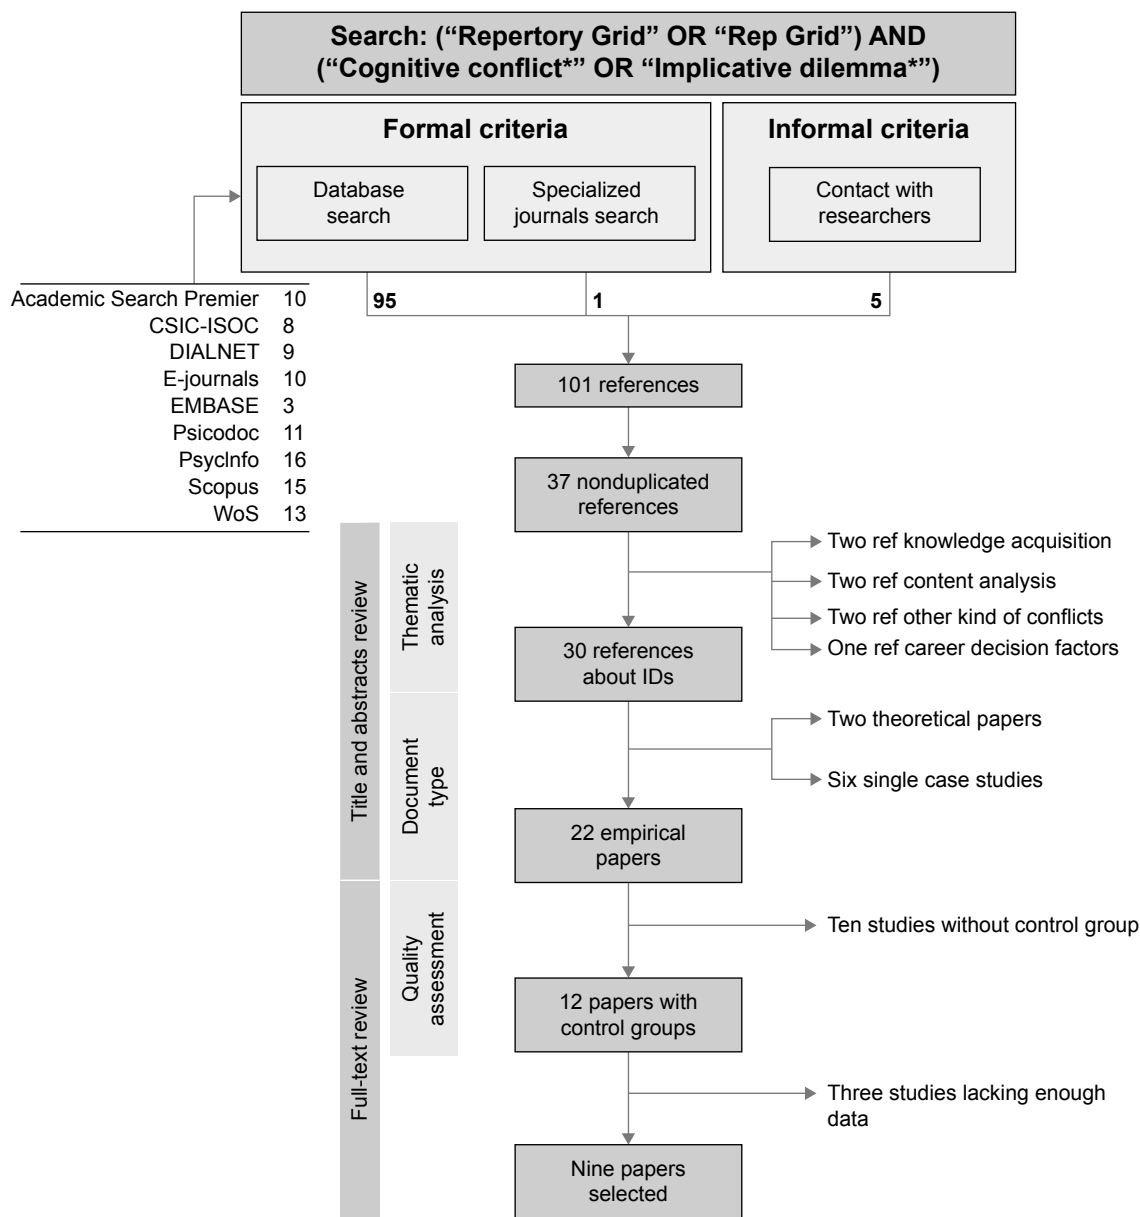 Search: (“Repertory Grid” OR “Rep Grid”) AND
(“Cognitive conflict*” OR “Implicative dilemma*”)
Formal criteria
Informal criteria
Database
search
Specialized
journals search
Contact with
researchers
95
1
5
Academic Search Premier 10
CSIC-ISOC 8
DIALNET 9
E-journals 10
EMBASE 3
Psicodoc 11
PsycInfo 16
Scopus 15
WoS 13
101 references
37 nonduplicated
references
Two ref knowledge acquisition
Two ref content analysis
Two ref other kind of conflicts
One ref career decision factors
Title and abstracts review
Thematic
analysis
30 references
about IDs
Two theoretical papers
Six single case studies
Document
type
22 empirical
papers
Full-text review
Quality
assessment
Ten studies without control group
12 papers with
control groups
Three studies lacking enough
data
Nine papers
selected